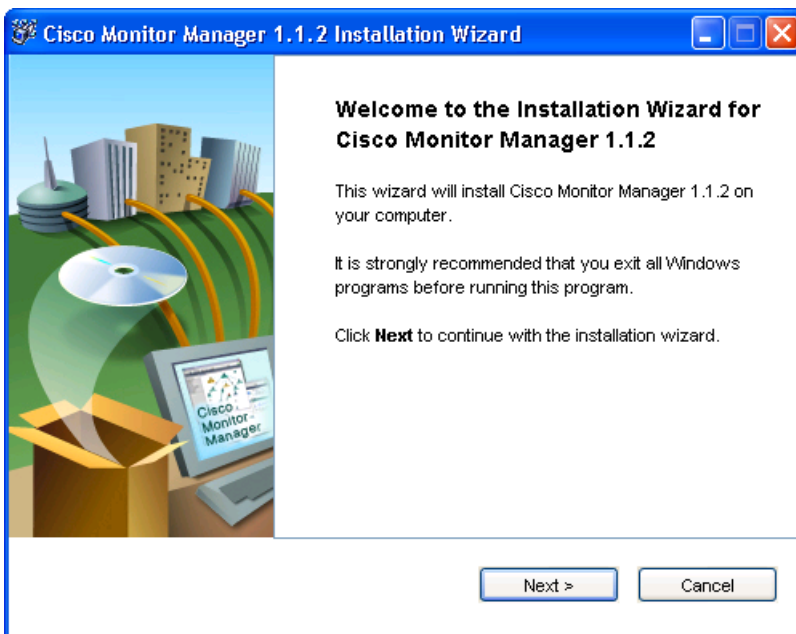 Cisco Monitor Manager 1.1.2 Installation Wizard
Welcome to the Installation Wizard for
Cisco Monitor Manager 1.1.2
This wizard will install Cisco Monitor Manager 1.1.2 on
your computer.
It is strongly recommended that you exit all Windows
programs before running this program.
Click Next to continue with the installation wizard.
Cisco
Monitor
Manager
Next >
Cancel